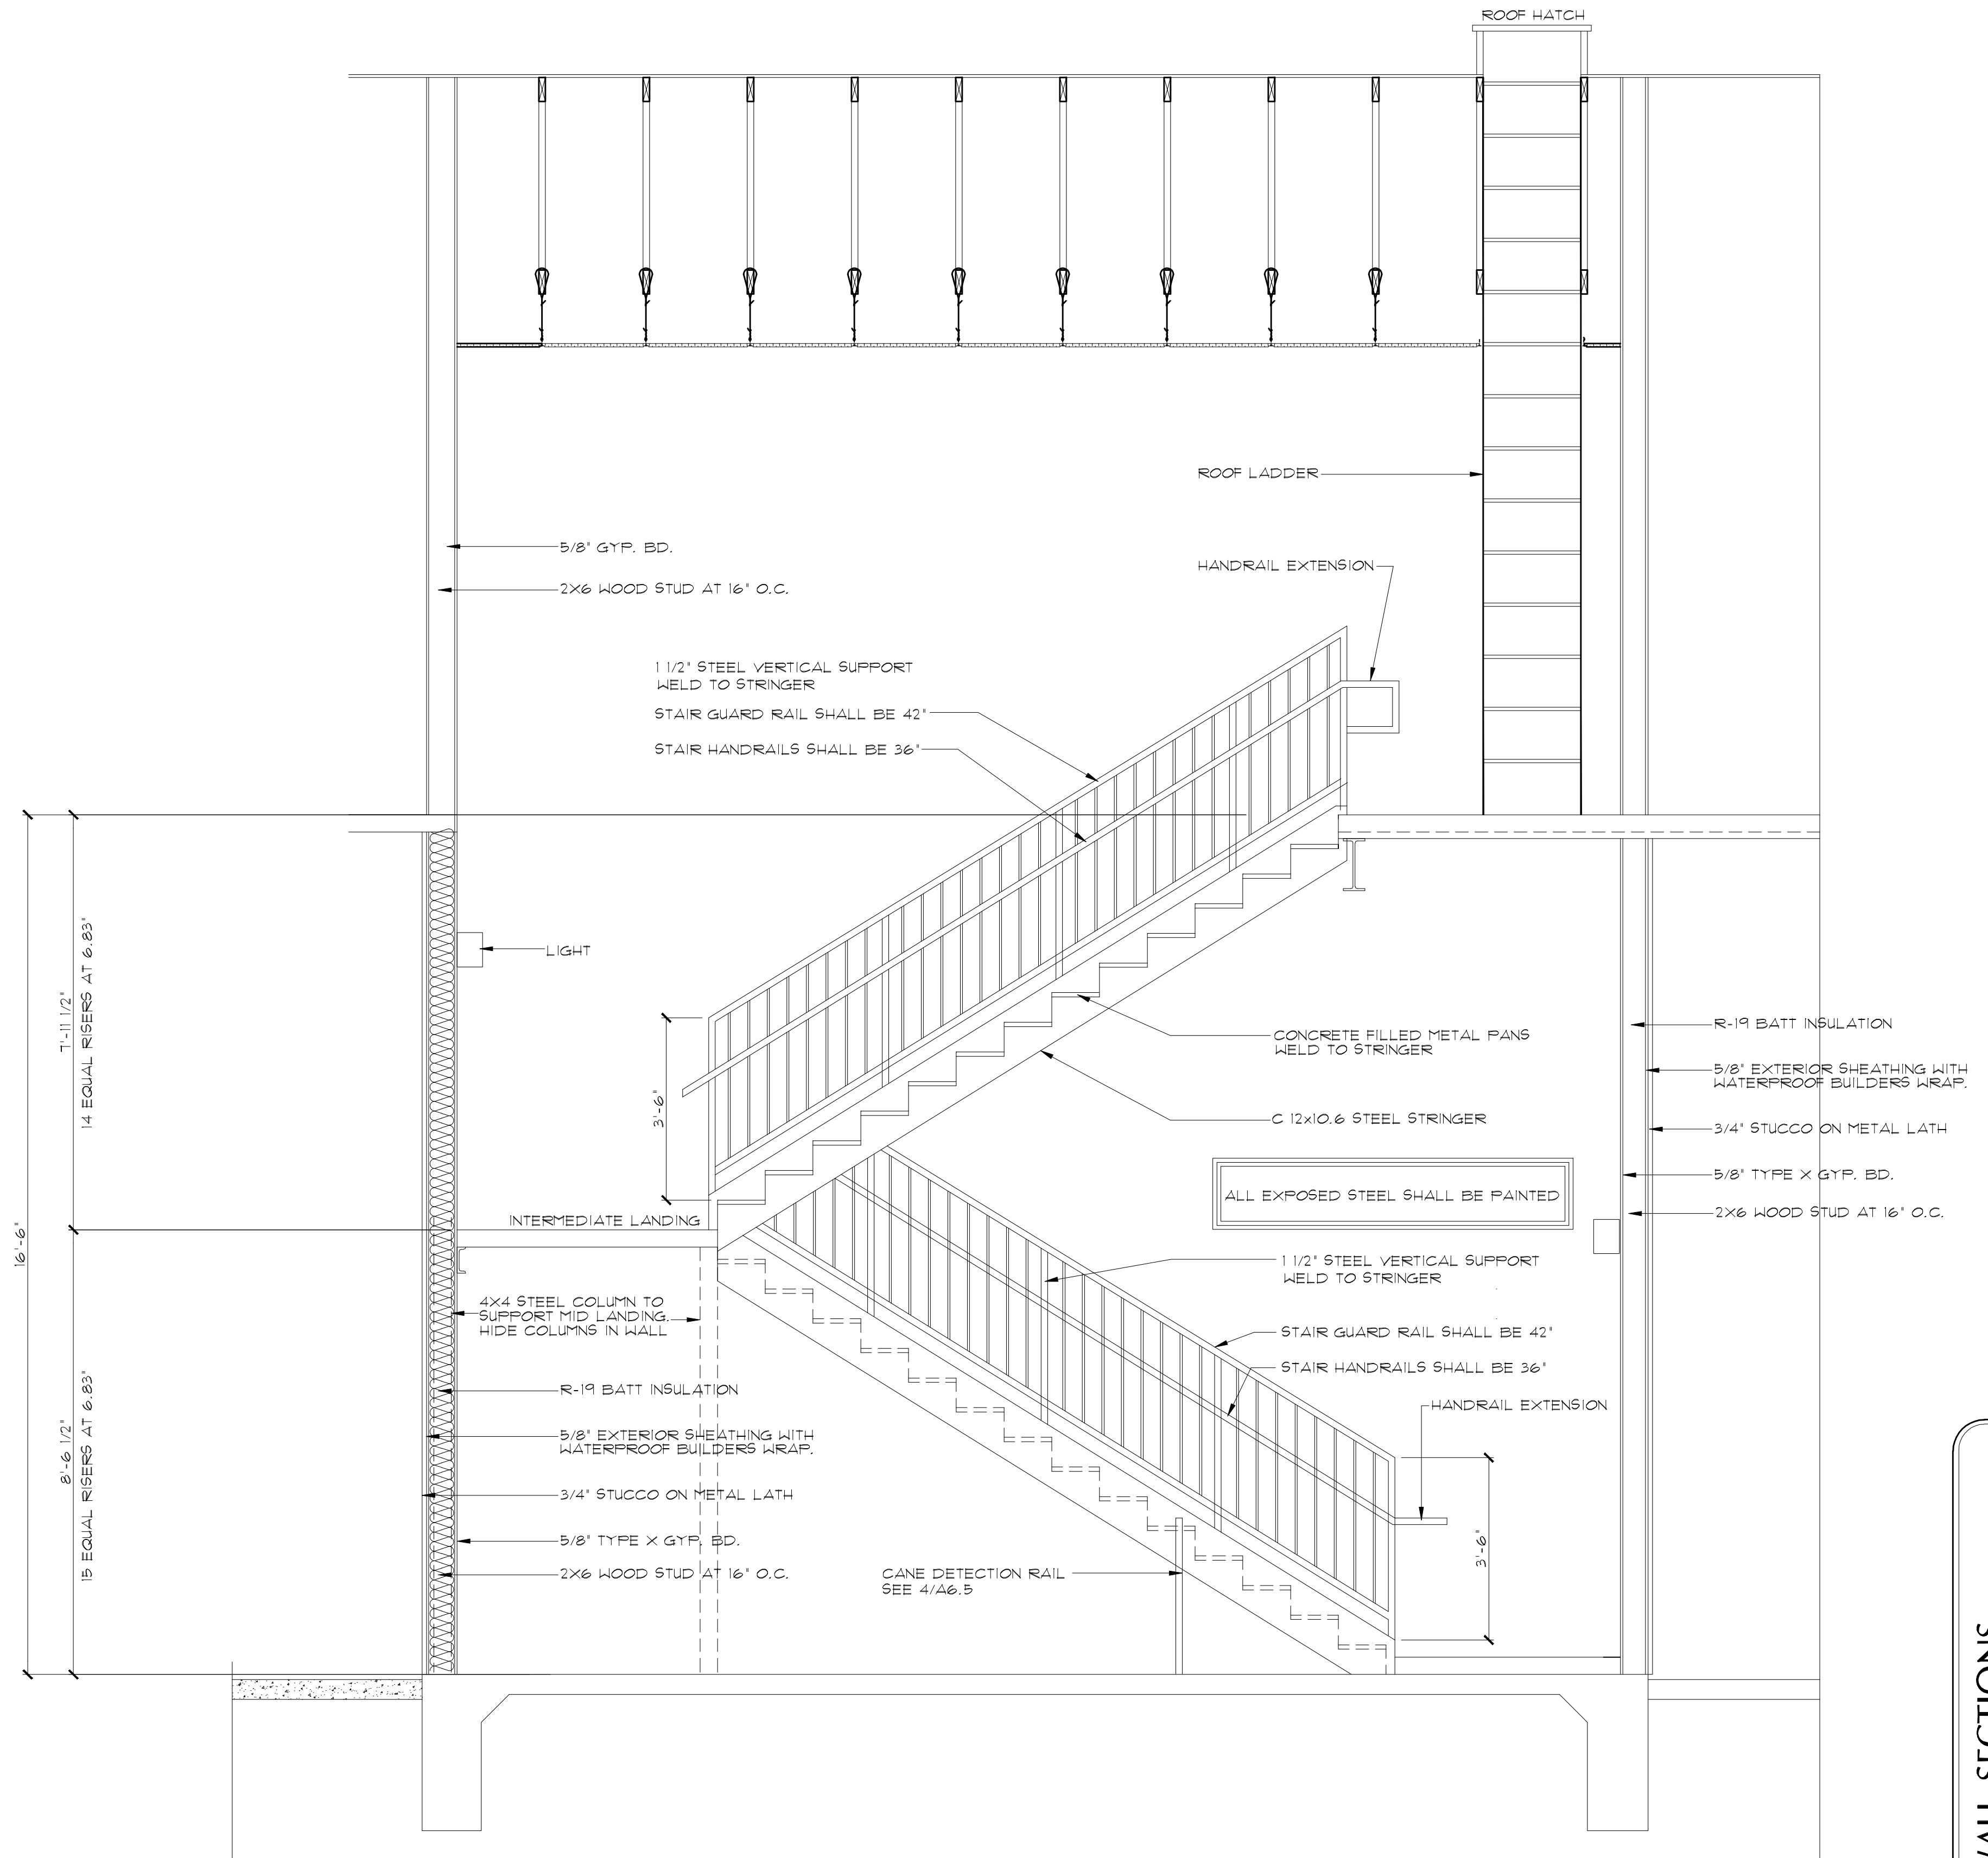 ROOF HATCH
ROOF LADDER
5/8" GYP. BD.
HANDRAIL EXTENSION
2X6 WOOD STUD AT 16" O.C.
1 1/2" STEEL VERTICAL SUPPORT
WELD TO STRINGER
STAIR GUARD RAIL SHALL BE 42"
STAIR HANDRAILS SHALL BE 36"
LIGHT
16'-6"
7'-11 1/2"
14 EQUAL RISERS AT 6.83"
3'-6"
CONCRETE FILLED METAL PANS
WELD TO STRINGER
C 12x10.6 STEEL STRINGER
R-19 BATT INSULATION
5/8" EXTERIOR SHEATHING WITH
WATERPROOF BUILDERS WRAP.
3/4" STUCCO ON METAL LATH
5/8" TYPE X GYP. BD.
2X6 WOOD STUD AT 16" O.C.
ALL EXPOSED STEEL SHALL BE PAINTED
INTERMEDIATE LANDING
1 1/2" STEEL VERTICAL SUPPORT
WELD TO STRINGER
4X4 STEEL COLUMN TO
SUPPORT MID LANDING.
HIDE COLUMNS IN WALL
STAIR GUARD RAIL SHALL BE 42"
STAIR HANDRAILS SHALL BE 36"
HANDRAIL EXTENSION
8'-6 1/2"
15 EQUAL RISERS AT 6.83"
R-19 BATT INSULATION
5/8" EXTERIOR SHEATHING WITH
WATERPROOF BUILDERS WRAP.
3/4" STUCCO ON METAL LATH
5/8" TYPE X GYP. BD.
2X6 WOOD STUD AT 16" O.C.
CANE DETECTION RAIL
SEE 4/A6.5
3'-6"
SECTIONS